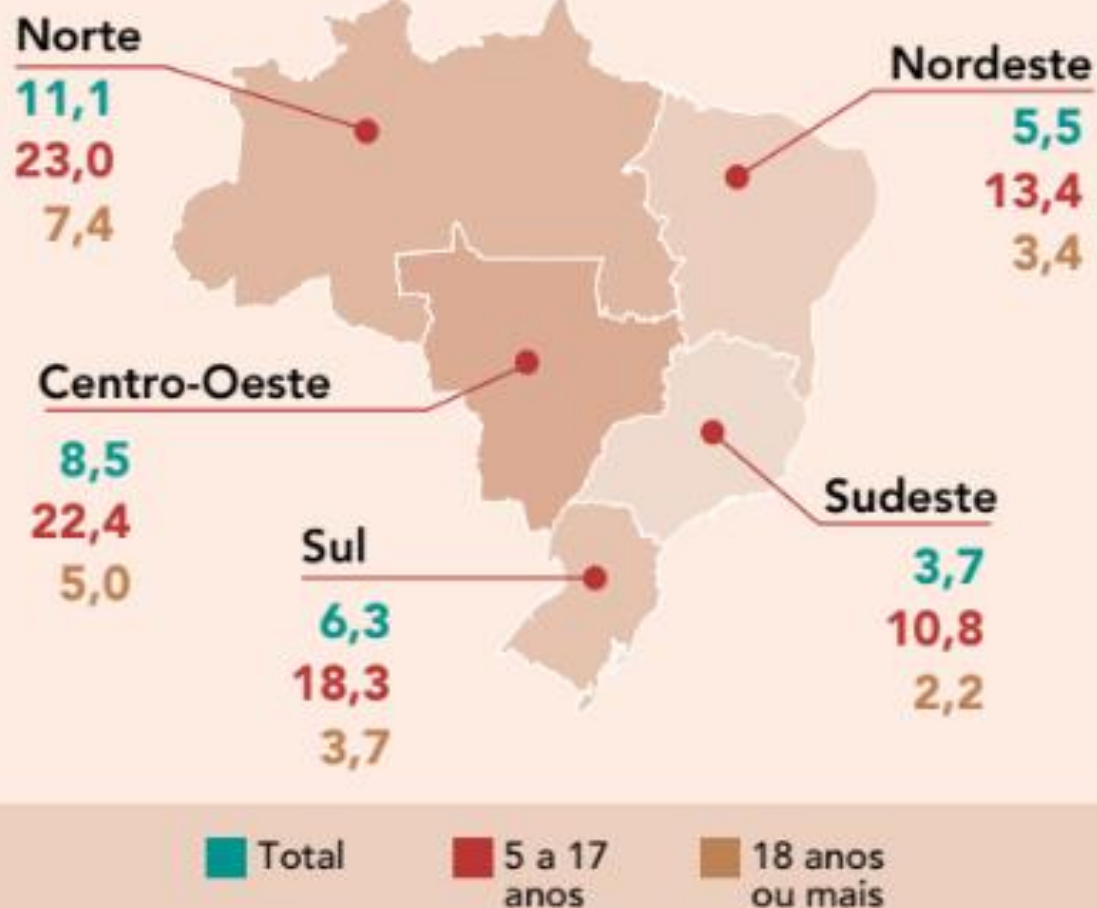 Norte
11,1
23,0
7,4
Nordeste
5,5
13,4
3,4
Centro-Oeste
8,5
22,4
5,0
Sul
6,3
18,3
3,7
Sudeste
3,7
10,8
2,2
Total
5 a 17
anos
18 anos
ou mais